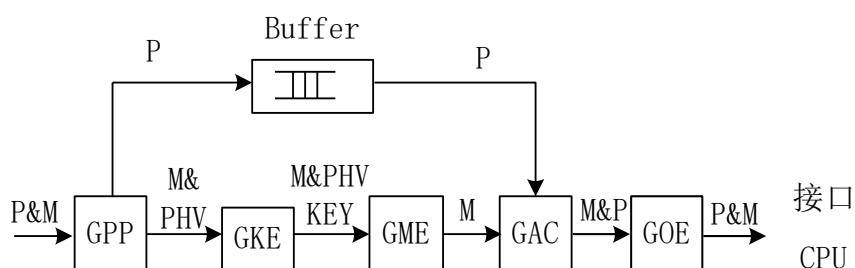 Buffer
P
P
M&
PHV
M&PHV
KEY
P&M
GPP
GKE
GME
M
GAC
M&P
GOE
P&M
接口
CPU